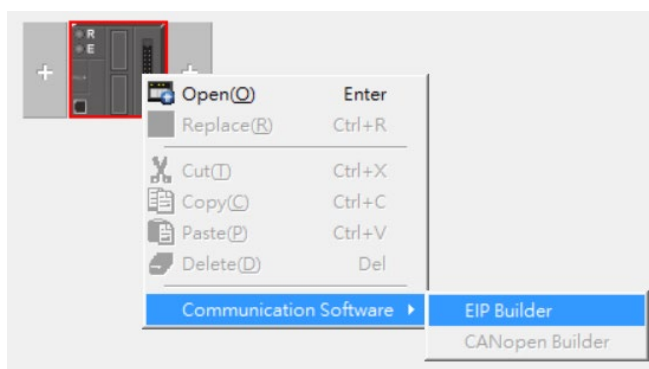 R
E
Open(O) Enter
Replace(R) Ctrl+R
Cut(T) Ctrl+X
Copy(C) Ctrl+C
Paste(P) Ctrl+V
Delete(D) Del
Communication Software EIP Builder
CANopen Builder